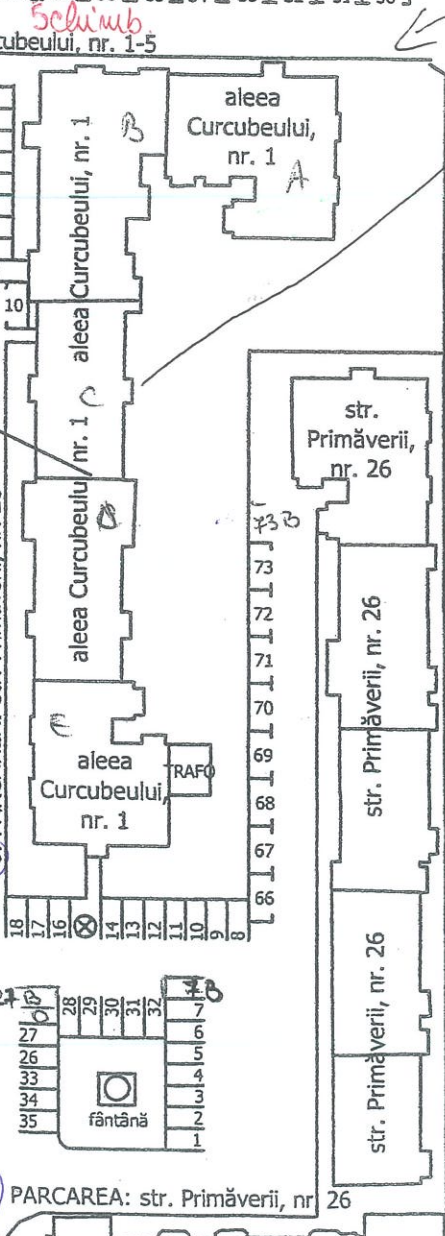 Schimb
cubeului, nr. 1-5
aleea
Curcubeului,
nr. 1
A
B
aleea Curcubeului, nr. 1
10
C
aleea Curcubeului, nr. 1
str.
Primăverii,
nr. 26
73 B
73
72
71
70
69
68
67
66
str. Primăverii, nr. 26
aleea
Curcubeului,
nr. 1
TRAFO
18
17
16
14
13
12
11
10
9
8
27 B
28
29
30
31
32
7B
7
27
6
26
5
33
4
34
3
35
2
1
fântână
str. Primăverii, nr. 26
PARCAREA: str. Primăverii, nr 26